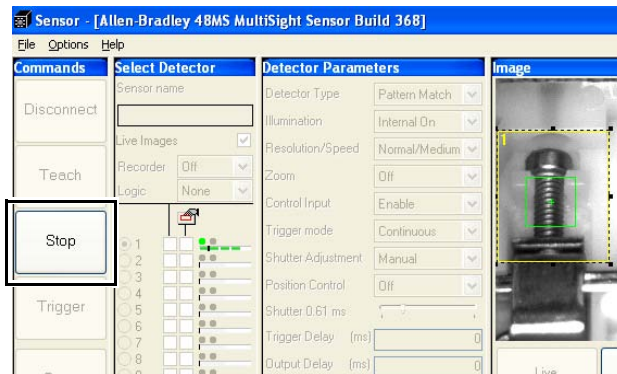 Sensor - [Allen-Bradley 48MS MultiSight Sensor Build 368]
File Options Help
Commands
Disconnect
Teach
Stop
Trigger
Select Detector
Sensor name
Live Images
Recorder Off
Logic None
1
2
3
4
5
6
7
8
Detector Parameters
Detector Type Pattern Match
Illumination Internal On
Resolution/Speed Normal/Medium
Zoom Off
Control Input Enable
Trigger mode Continuous
Shutter Adjustment Manual
Position Control Off
Shutter 0.61 ms
Trigger Delay (ms) 0
Output Delay (ms) 0
Image
1
Live